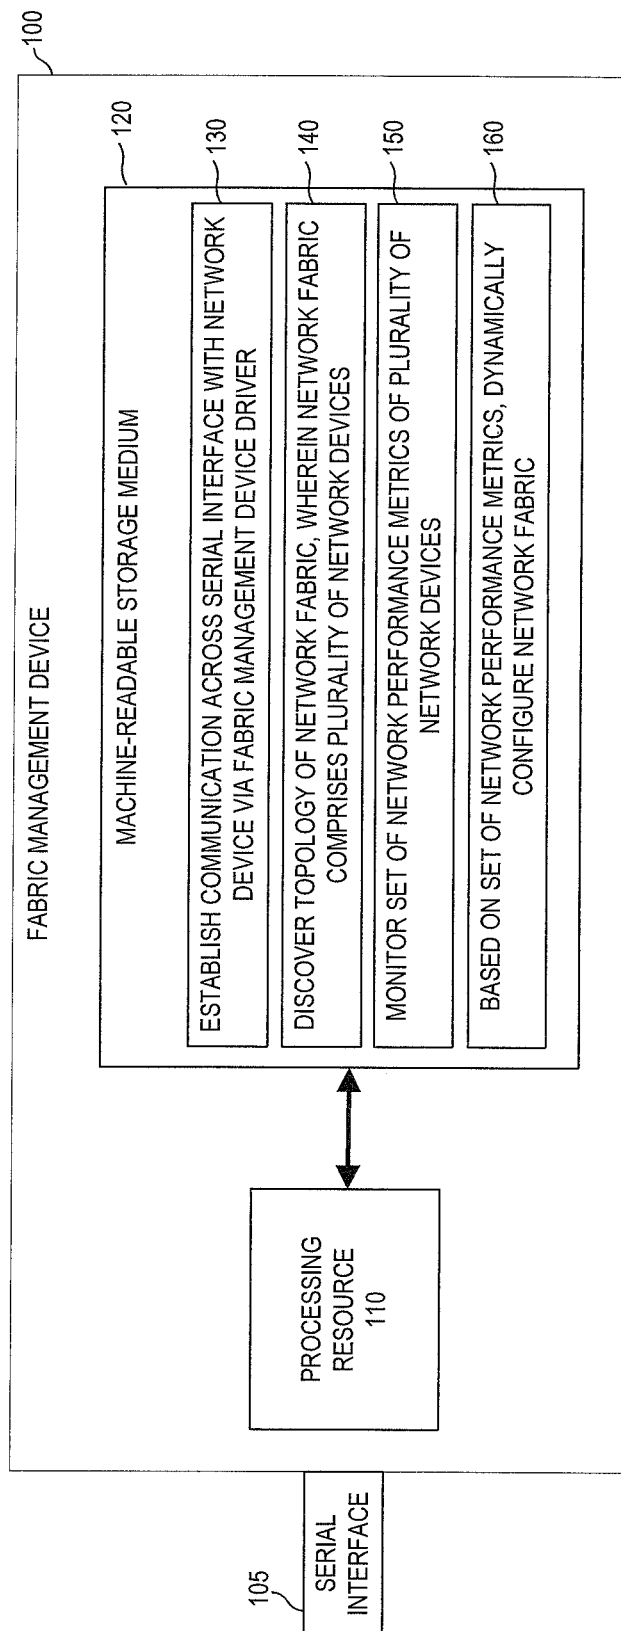 100
FABRIC MANAGEMENT DEVICE
120
MACHINE-READABLE STORAGE MEDIUM
130
ESTABLISH COMMUNICATION ACROSS SERIAL INTERFACE WITH NETWORK
DEVICE VIA FABRIC MANAGEMENT DEVICE DRIVER
140
DISCOVER TOPOLOGY OF NETWORK FABRIC, WHEREIN NETWORK FABRIC
COMPRISES PLURALITY OF NETWORK DEVICES
150
MONITOR SET OF NETWORK PERFORMANCE METRICS OF PLURALITY OF
NETWORK DEVICES
160
BASED ON SET OF NETWORK PERFORMANCE METRICS, DYNAMICALLY
CONFIGURE NETWORK FABRIC
PROCESSING
RESOURCE
110
105
SERIAL
INTERFACE